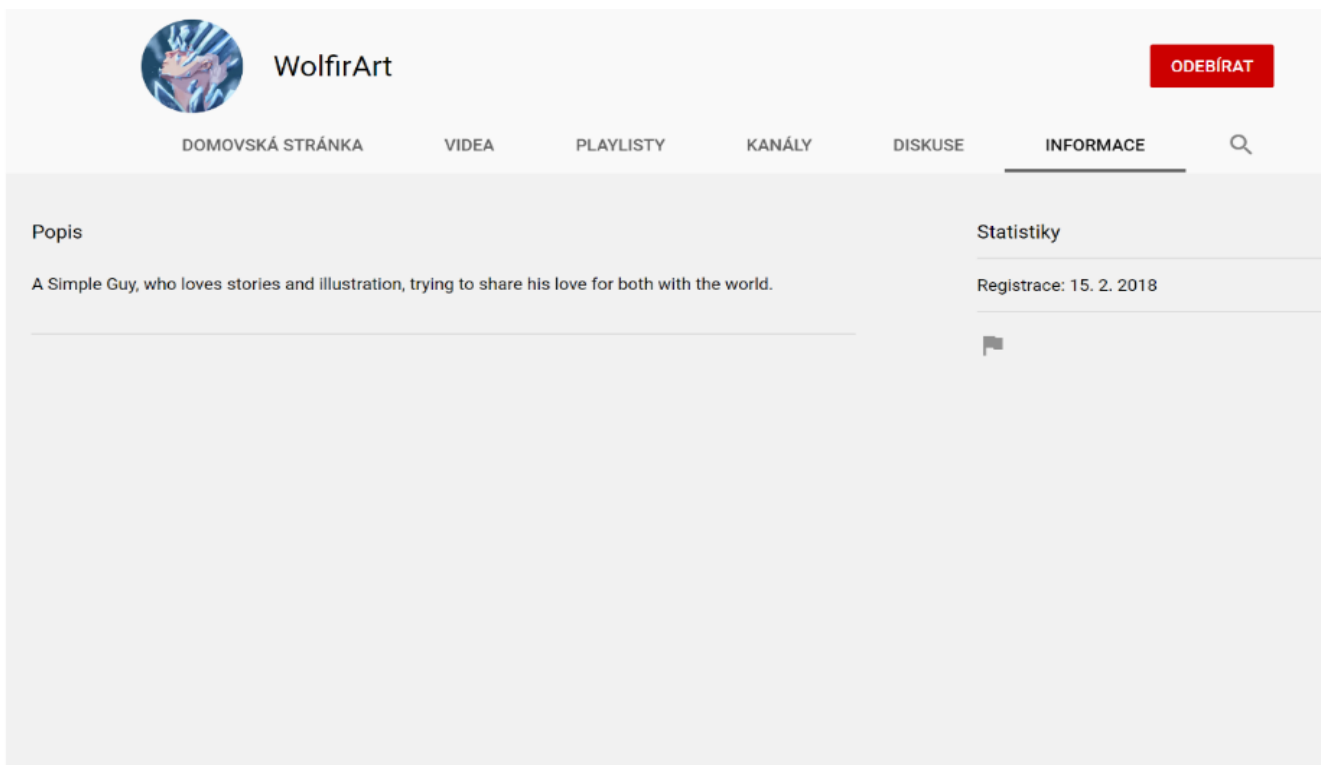 WolfirArt
ODEBÍRAT
DOMOVSKÁ STRÁNKA VIDEA PLAYLISTY KANÁLY DISKUSE INFORMACE
Popis
A Simple Guy, who loves stories and illustration, trying to share his love for both with the world.
Statistiky
Registrace: 15. 2. 2018